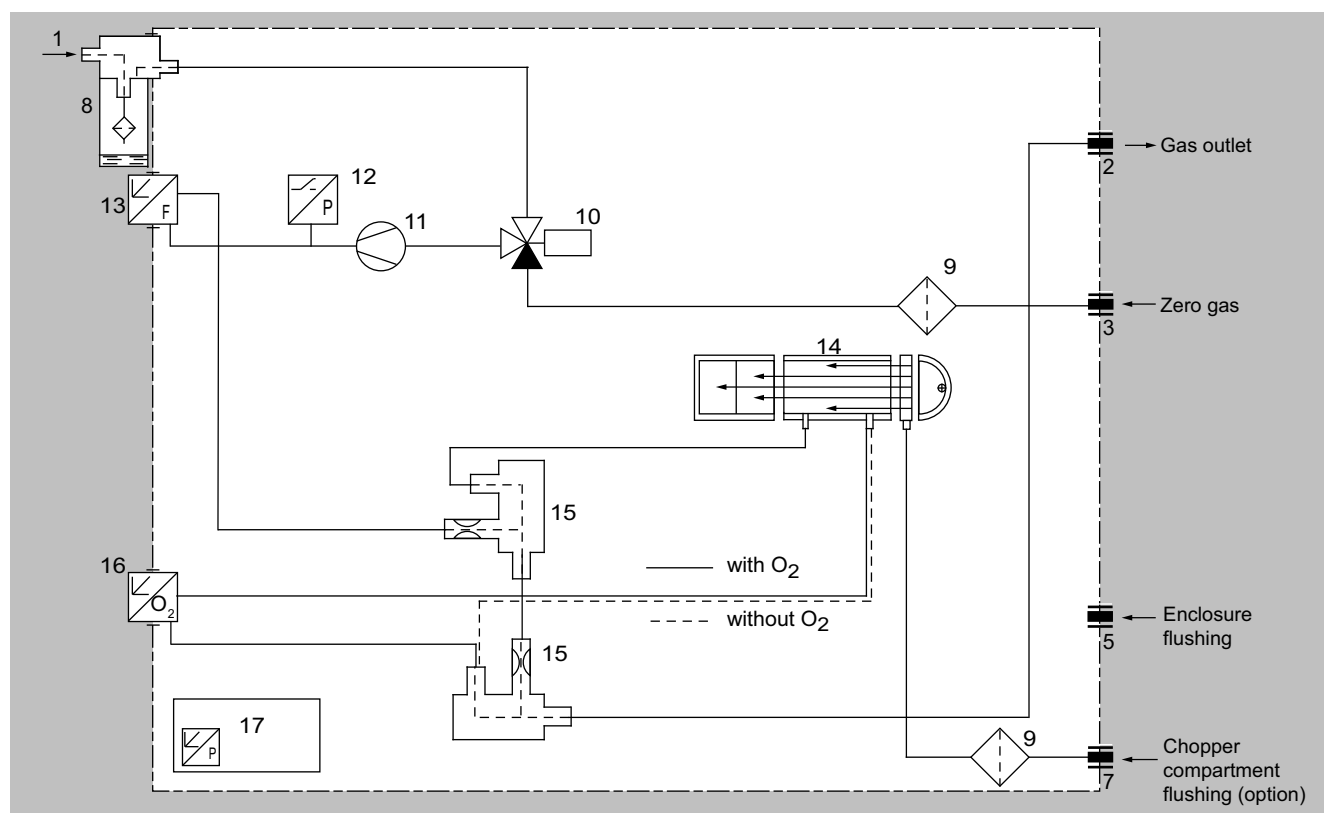 1
8
12
13
F
P
11
10
2
Gas outlet
9
3
Zero gas
14
15
16
O2
with O2
without O2
15
5
Enclosure
flushing
17
P
9
7
Chopper
compartment
flushing (option)